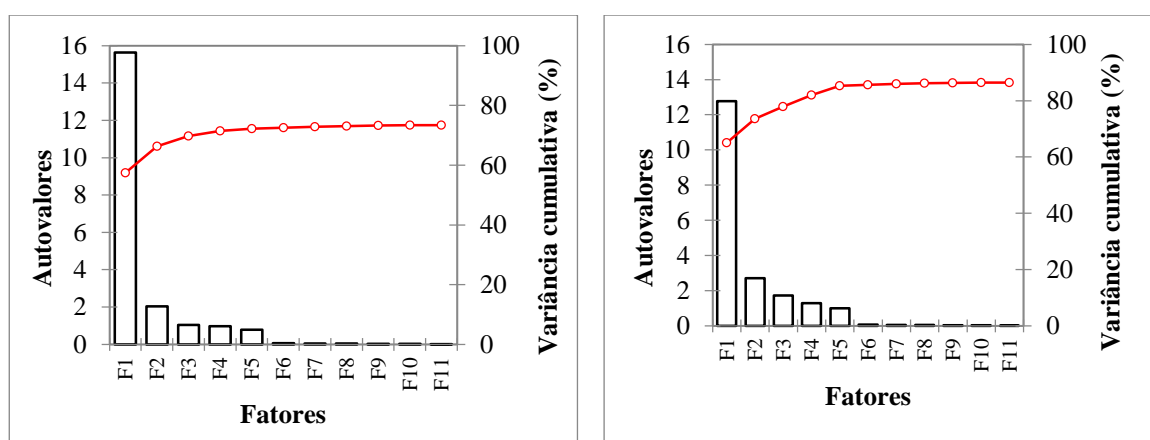 Autovalores
16
14
12
10
8
6
4
2
0
100
80
60
40
20
0
Variância cumulativa (%)
F1
F2
F3
F4
F5
F6
F7
F8
F9
F10
F11
Fatores
Autovalores
16
14
12
10
8
6
4
2
0
100
80
60
40
20
0
Variância cumulativa (%)
F1
F2
F3
F4
F5
F6
F7
F8
F9
F10
F11
Fatores